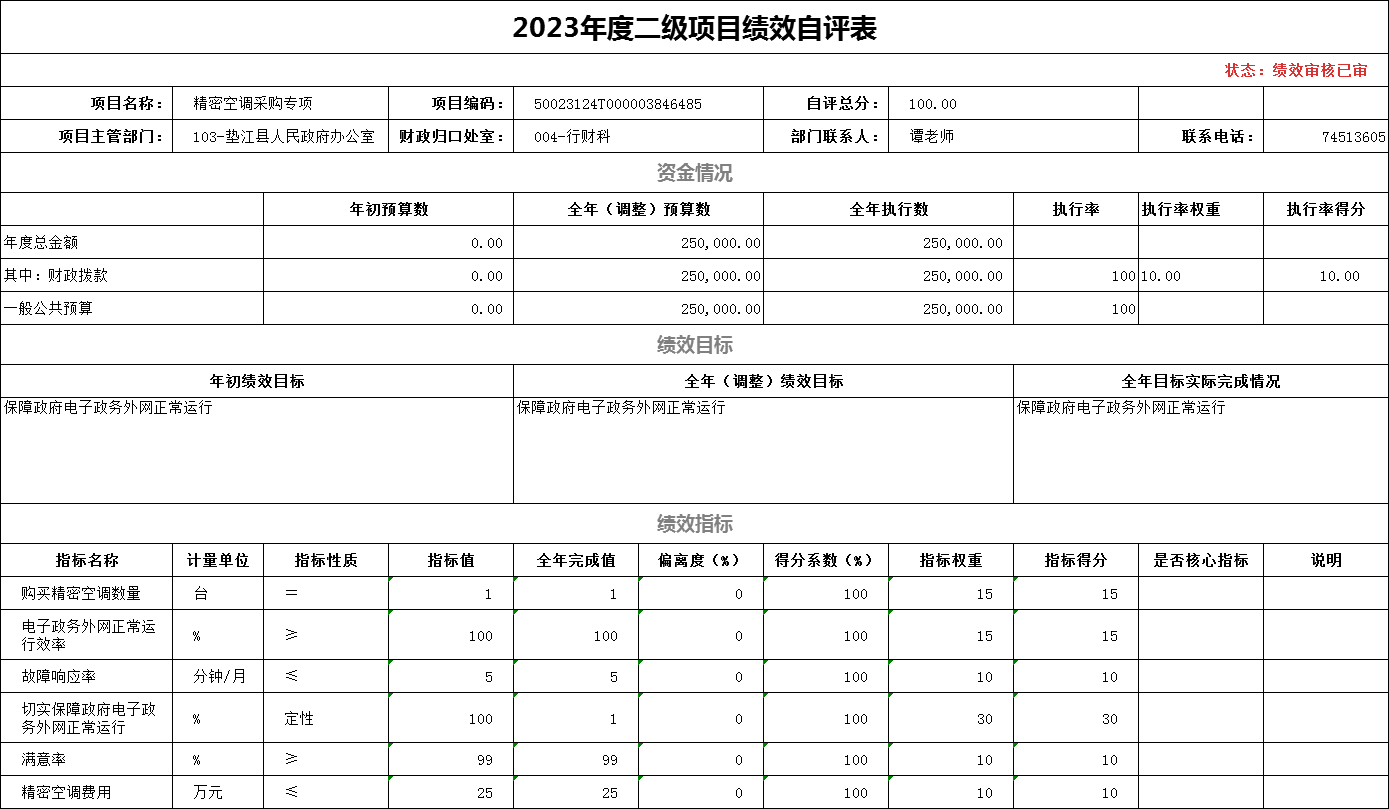 2023年度二级项目绩效自评表
状态：绩效审核已审
项目名称： 精密空调采购专项 项目编码： 50023124T000003846485 自评总分： 100.00
项目主管部门： 103-垫江县人民政府办公室 财政归口处室： 004-行财科 部门联系人： 谭老师 联系电话： 74513605
资金情况
年初预算数 全年（调整）预算数 全年执行数 执行率 执行率权重 执行率得分
年度总金额 0.00 250,000.00 250,000.00
其中：财政拨款 0.00 250,000.00 250,000.00 100 10.00 10.00
一般公共预算 0.00 250,000.00 250,000.00 100
绩效目标
年初绩效目标 全年（调整）绩效目标 全年目标实际完成情况
保障政府电子政务外网正常运行 保障政府电子政务外网正常运行 保障政府电子政务外网正常运行
绩效指标
指标名称 计量单位 指标性质 指标值 全年完成值 偏离度（%） 得分系数（%） 指标权重 指标得分 是否核心指标 说明
购买精密空调数量 台 ＝ 1 1 0 100 15 15
电子政务外网正常运
行效率 % ≥ 100 100 0 100 15 15
故障响应率 分钟/月 ≤ 5 5 0 100 10 10
切实保障政府电子政
务外网正常运行 % 定性 100 1 0 100 30 30
满意率 % ≥ 99 99 0 100 10 10
精密空调费用 万元 ≤ 25 25 0 100 10 10